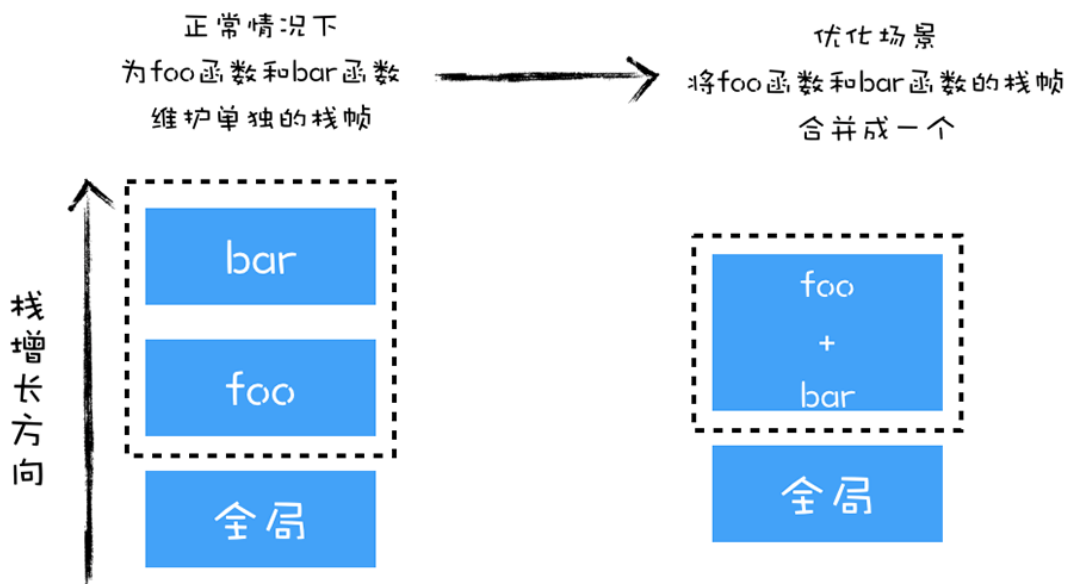 正常情况下
为foo函数和bar函数
维护单独的栈帧
优化场景
将foo函数和bar函数的栈帧
合并成一个
栈增长方向
bar
foo
全局
foo
+
bar
全局